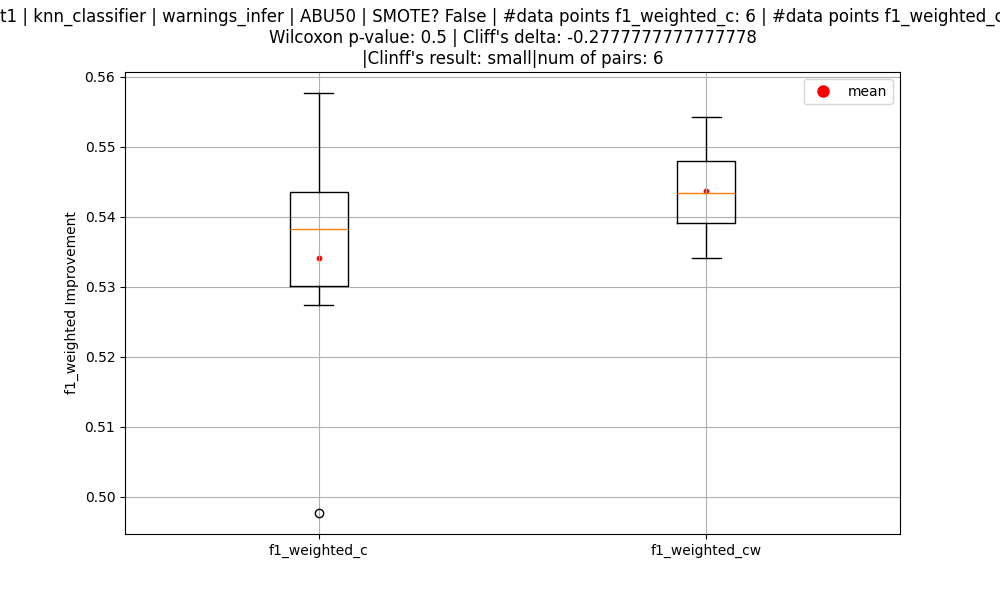 t1 | knn_classifier | warnings_infer | ABU50 | SMOTE? False | #data points f1_weighted_c: 6 | #data points f1_weighted_c
Wilcoxon p-value: 0.5 | Cliff's delta: -0.2777777777777778
|Clinff's result: small|num of pairs: 6
mean
f1_weighted Improvement
0.56
0.55
0.54
0.53
0.52
0.51
0.50
f1_weighted_c
f1_weighted_cw